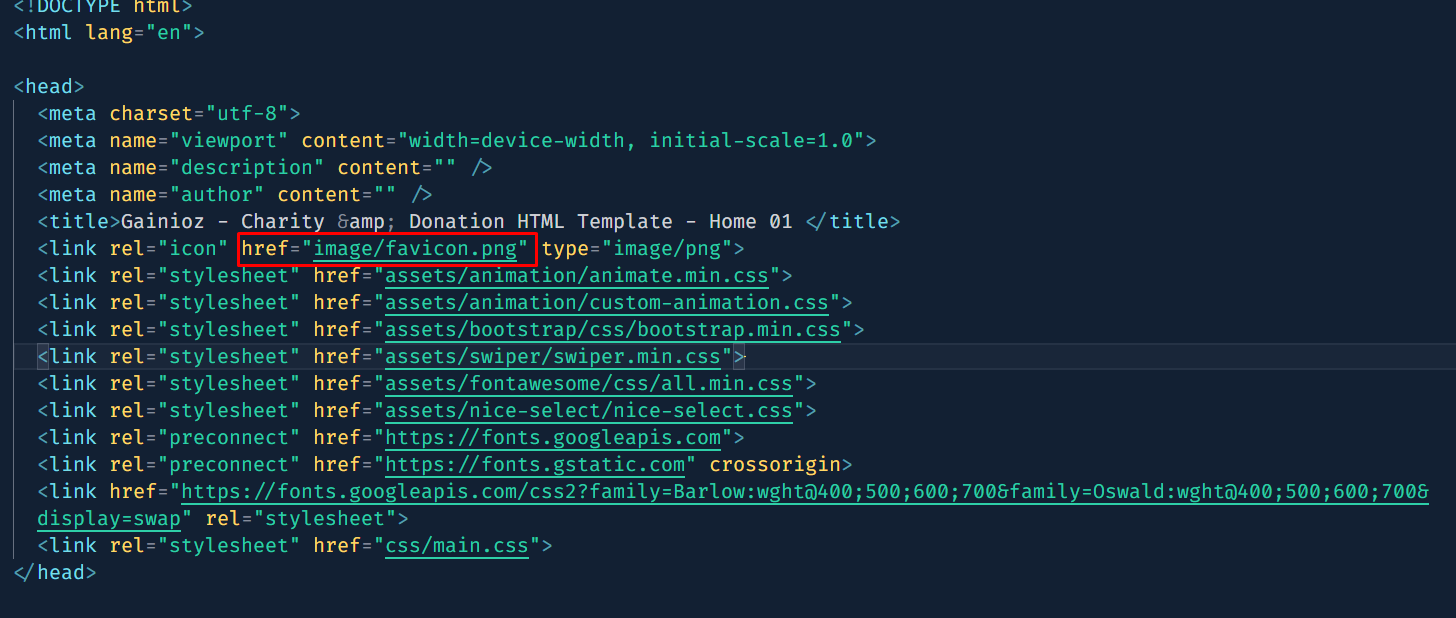 <!DOCTYPE html>
<html lang="en">
<head>
<meta charset="utf-8">
<meta name="viewport" content="width=device-width, initial-scale=1.0">
<meta name="description" content="" />
<meta name="author" content="" />
<title>Gainioz - Charity &amp; Donation HTML Template - Home 01 </title>
<link rel="icon" href="image/favicon.png" type="image/png">
<link rel="stylesheet" href="assets/animation/animate.min.css">
<link rel="stylesheet" href="assets/animation/custom-animation.css">
<link rel="stylesheet" href="assets/bootstrap/css/bootstrap.min.css">
<link rel="stylesheet" href="assets/swiper/swiper.min.css">
<link rel="stylesheet" href="assets/fontawesome/css/all.min.css">
<link rel="stylesheet" href="assets/nice-select/nice-select.css">
<link rel="preconnect" href="https://fonts.googleapis.com">
<link rel="preconnect" href="https://fonts.gstatic.com" crossorigin>
<link href="https://fonts.googleapis.com/css2?family=Barlow:wght@400;500;600;700&family=Oswald:wght@400;500;600;700&
display=swap" rel="stylesheet">
<link rel="stylesheet" href="css/main.css">
</head>